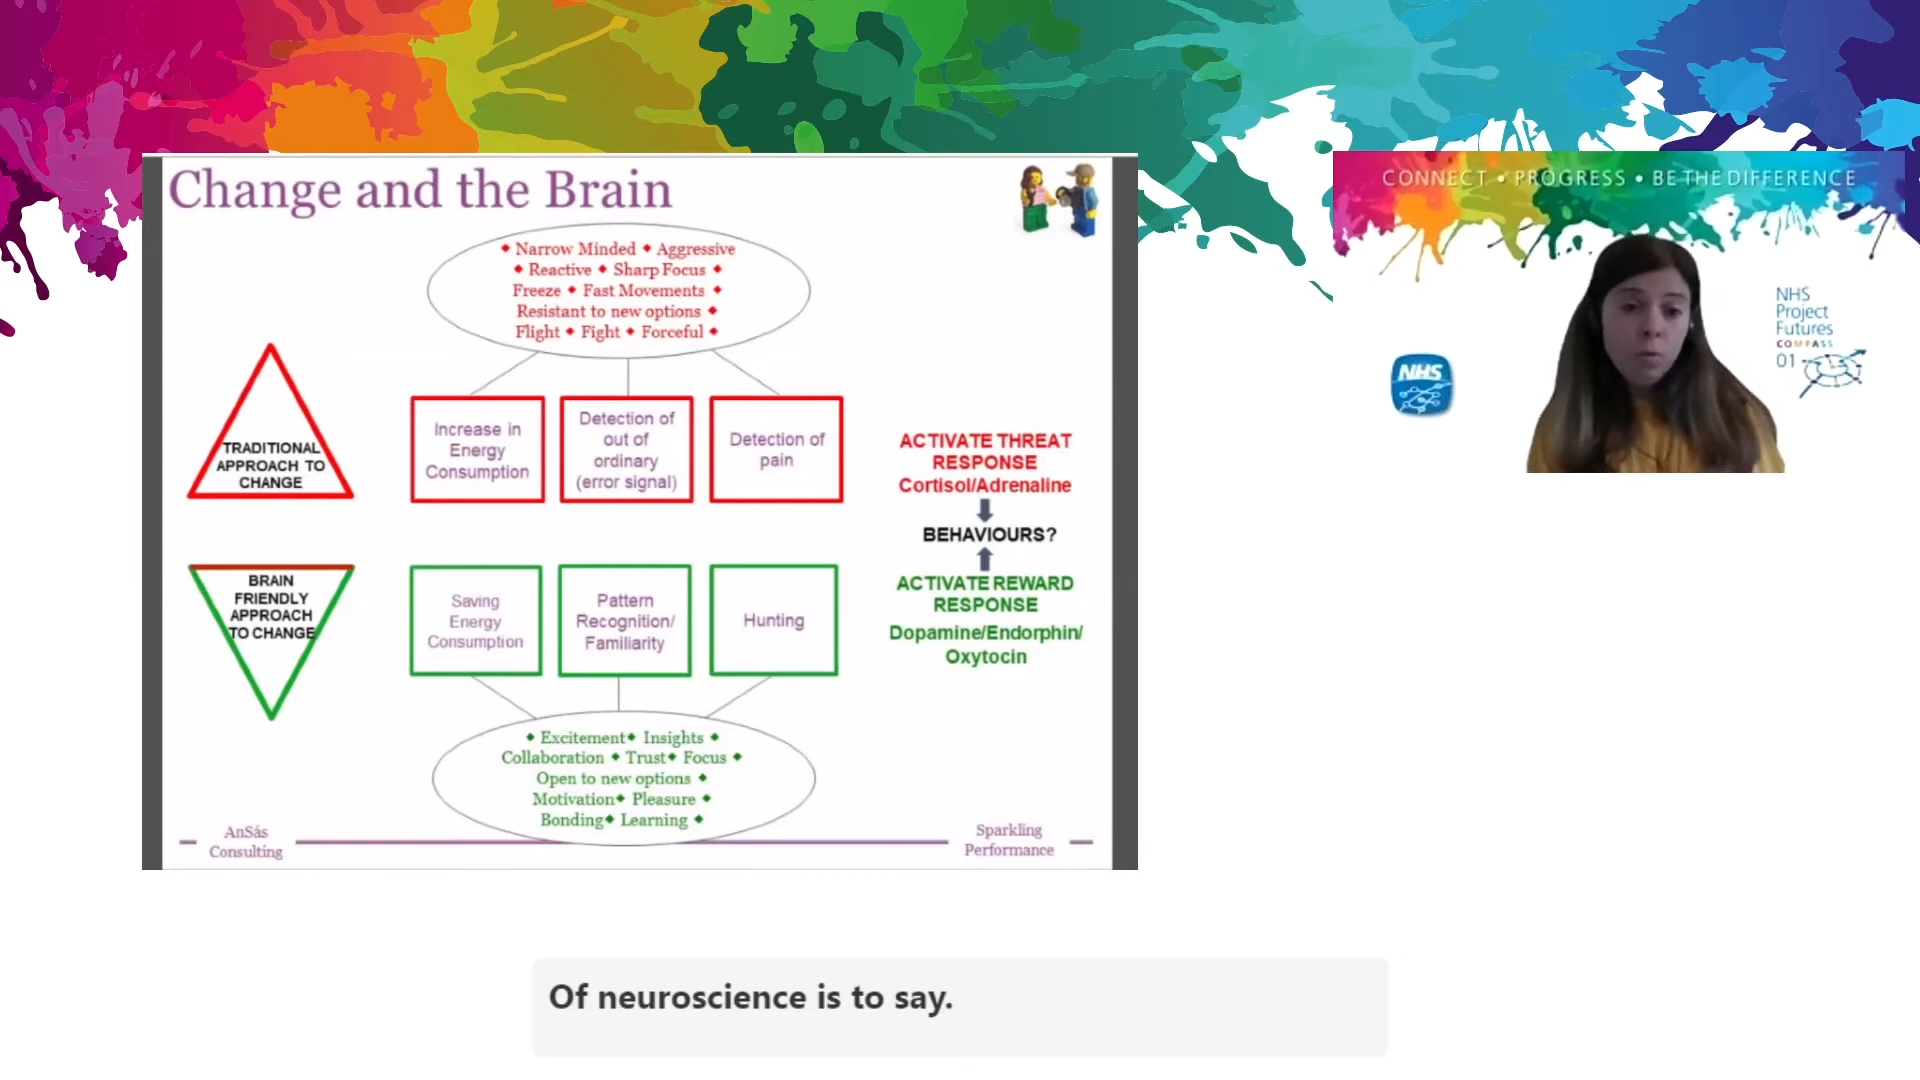 Change and the Brain
♦ Narrow Minded ♦ Aggressive
♦ Reactive ♦ Sharp Focus ♦
Freeze ♦ Fast Movements ♦
Resistant to new options ♦
Flight ♦ Fight ♦ Forceful ♦
TRADITIONAL
APPROACH TO
CHANGE
Increase in
Energy
Consumption
Detection of
out of
ordinary
(error signal)
Detection of
pain
ACTIVATE THREAT
RESPONSE
Cortisol/Adrenaline
BEHAVIOURS?
ACTIVATE REWARD
RESPONSE
Dopamine/Endorphin/
Oxytocin
BRAIN
FRIENDLY
APPROACH
TO CHANGE
Saving
Energy
Consumption
Pattern
Recognition/
Familiarity
Hunting
♦ Excitement♦ Insights ♦
Collaboration ♦ Trust♦ Focus ♦
Open to new options ♦
Motivation♦ Pleasure ♦
Bonding♦ Learning ♦
AnSâs
Consulting
Sparkling
Performance
CONNECT • PROGRESS • BE THE DIFFERENCE
NHS
NHS
Project
Futures
COMPASS
01
Of neuroscience is to say.